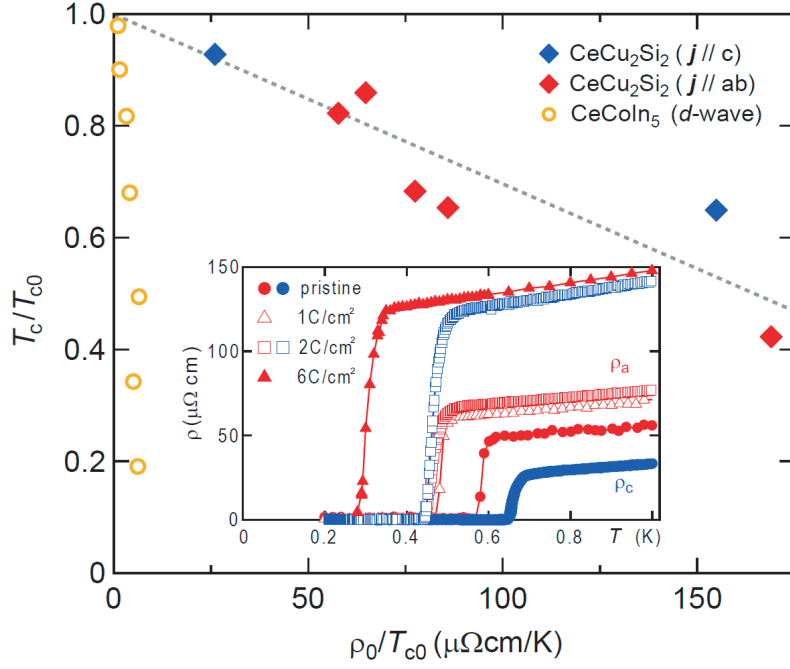 1.0
0.8
0.6
0.4
0.2
0
Tc/Tc0
CeCu2Si2 ( j // c)
CeCu2Si2 ( j // ab)
CeCoIn5 (d-wave)
150
100
50
0
ρ (μΩ cm)
pristine
1C/cm²
2C/cm²
6C/cm²
ρa
ρc
0 0.2 0.4 0.6 0.8 T (K)
0 50 100 150
ρ0/Tc0 (μΩcm/K)